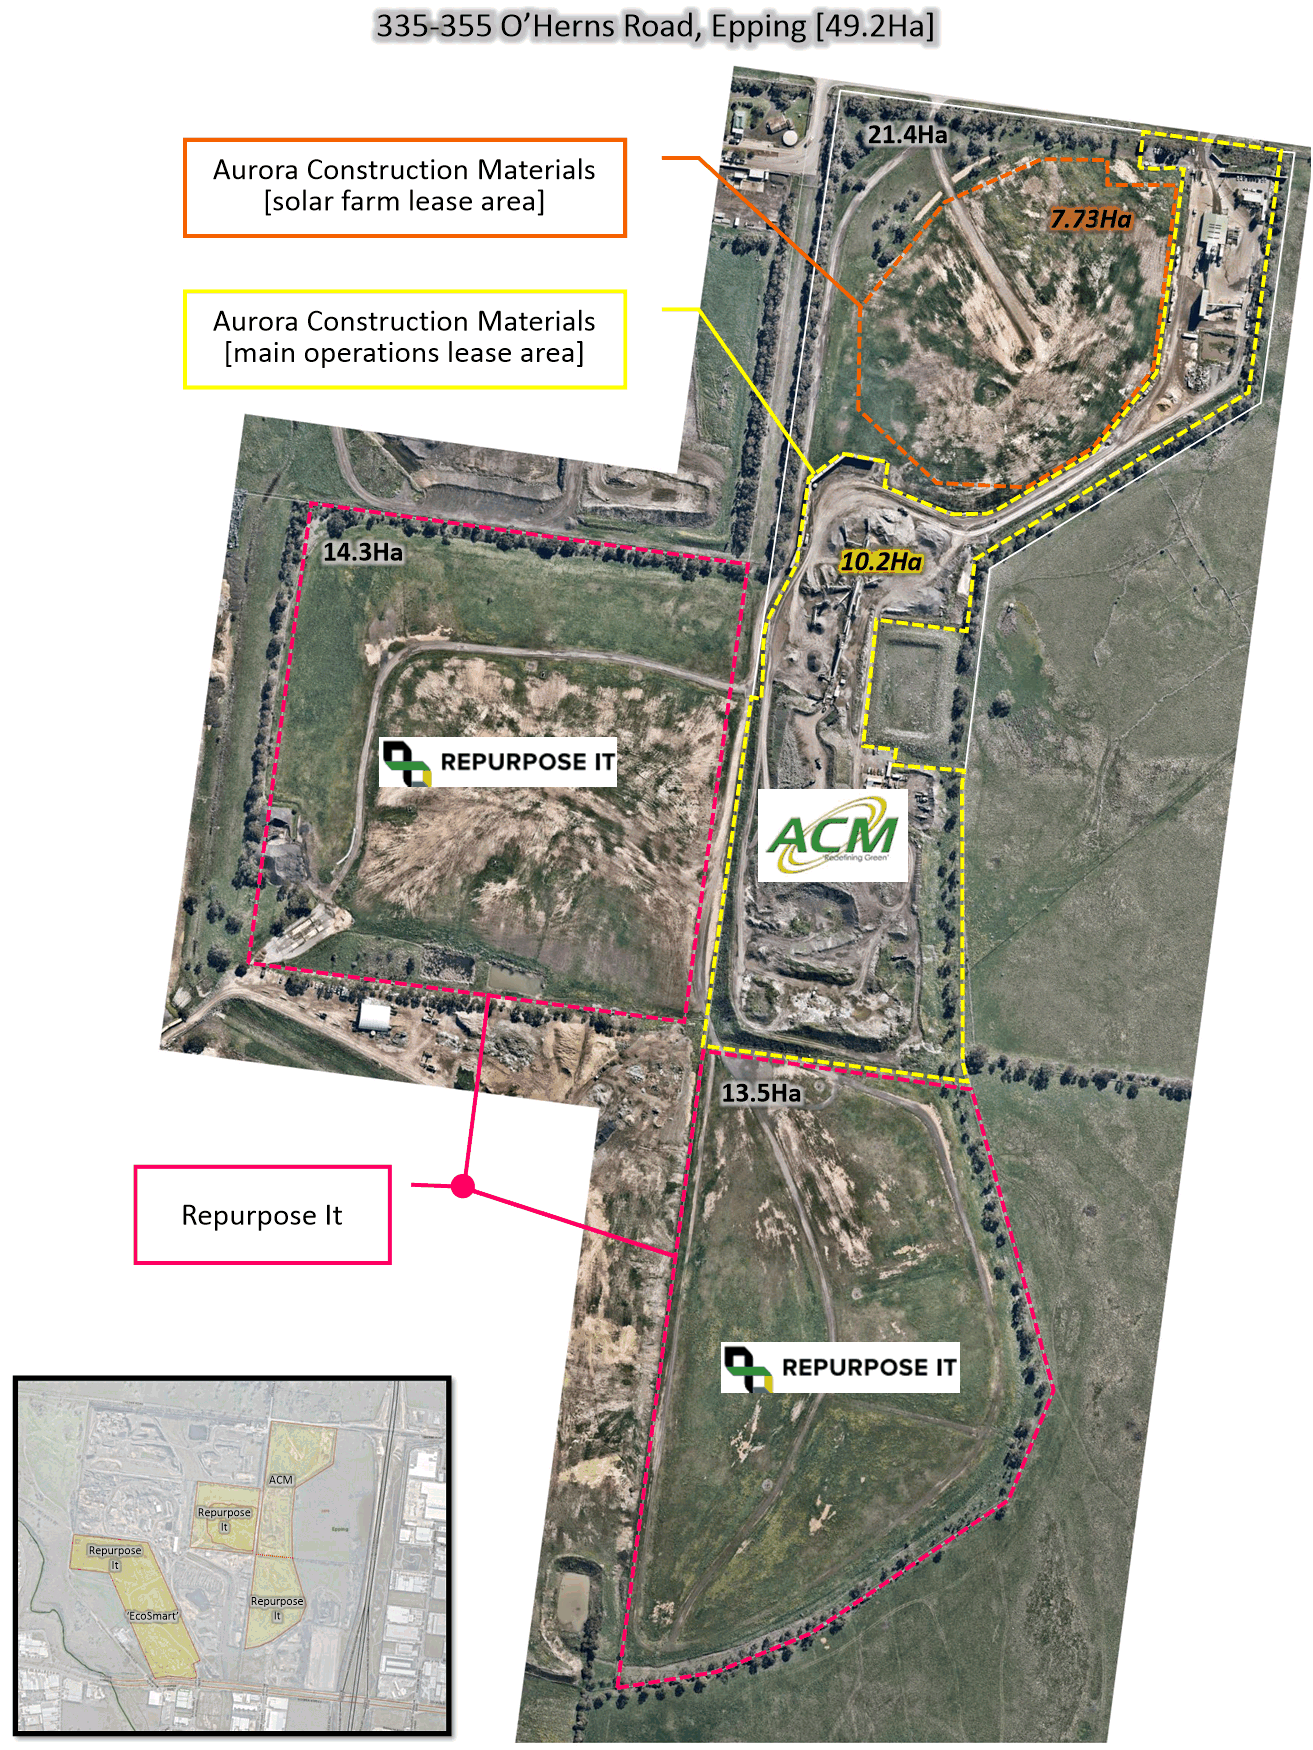 335-355 O’Herns Road, Epping [49.2Ha]
21.4Ha
Aurora Construction Materials
[solar farm lease area]
7.73Ha
Aurora Construction Materials
[main operations lease area]
14.3Ha
10.2Ha
REPURPOSE IT
ACM
'Redefining Green'
13.5Ha
Repurpose It
REPURPOSE IT
ACM
Repurpose
It
Epping
Repurpose
It
Repurpose
It
‘EcoSmart’